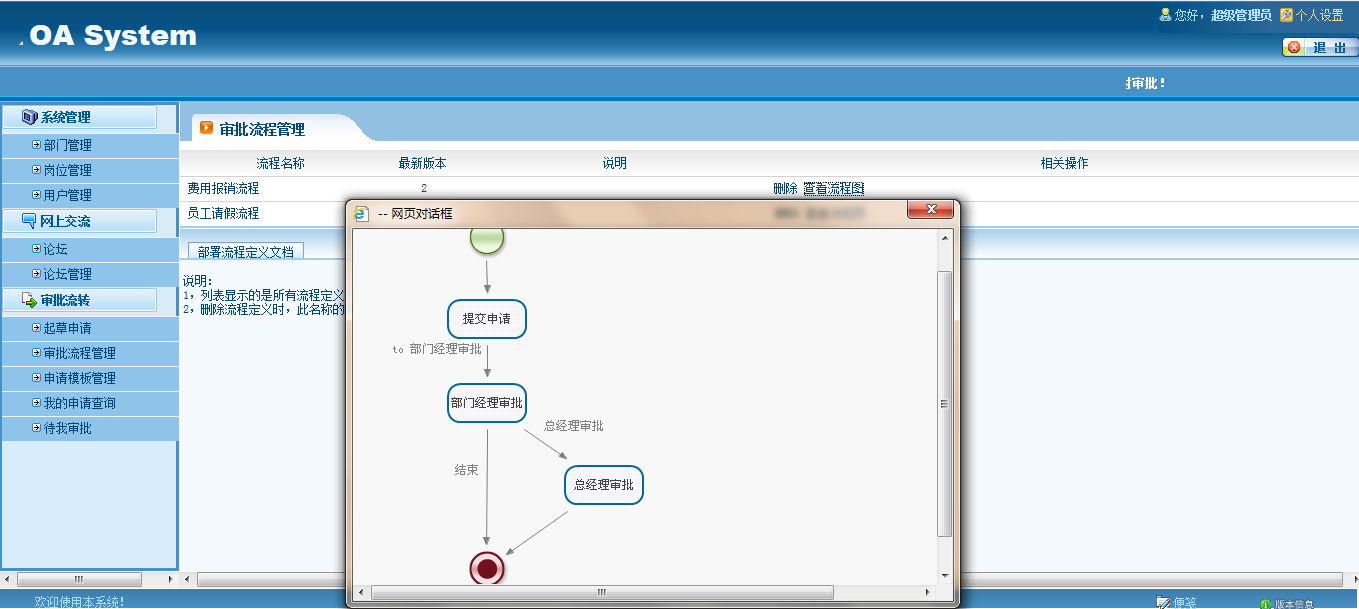 您好，超级管理员 个人设置
OA System
退 出
审批！
系统管理
部门管理
岗位管理
用户管理
网上交流
论坛
论坛管理
审批流转
起草申请
审批流程管理
申请模板管理
我的申请查询
待我审批
审批流程管理
流程名称 最新版本 说明 相关操作
费用报销流程 2 删除 查看流程图
员工请假流程
部署流程定义文档
说明：
1，列表显示的是所有流程定义
2，删除流程定义时，此名称的
-- 网页对话框
提交申请
to 部门经理审批
部门经理审批
总经理审批
结束
总经理审批
欢迎使用本系统！
便笺 版本信息